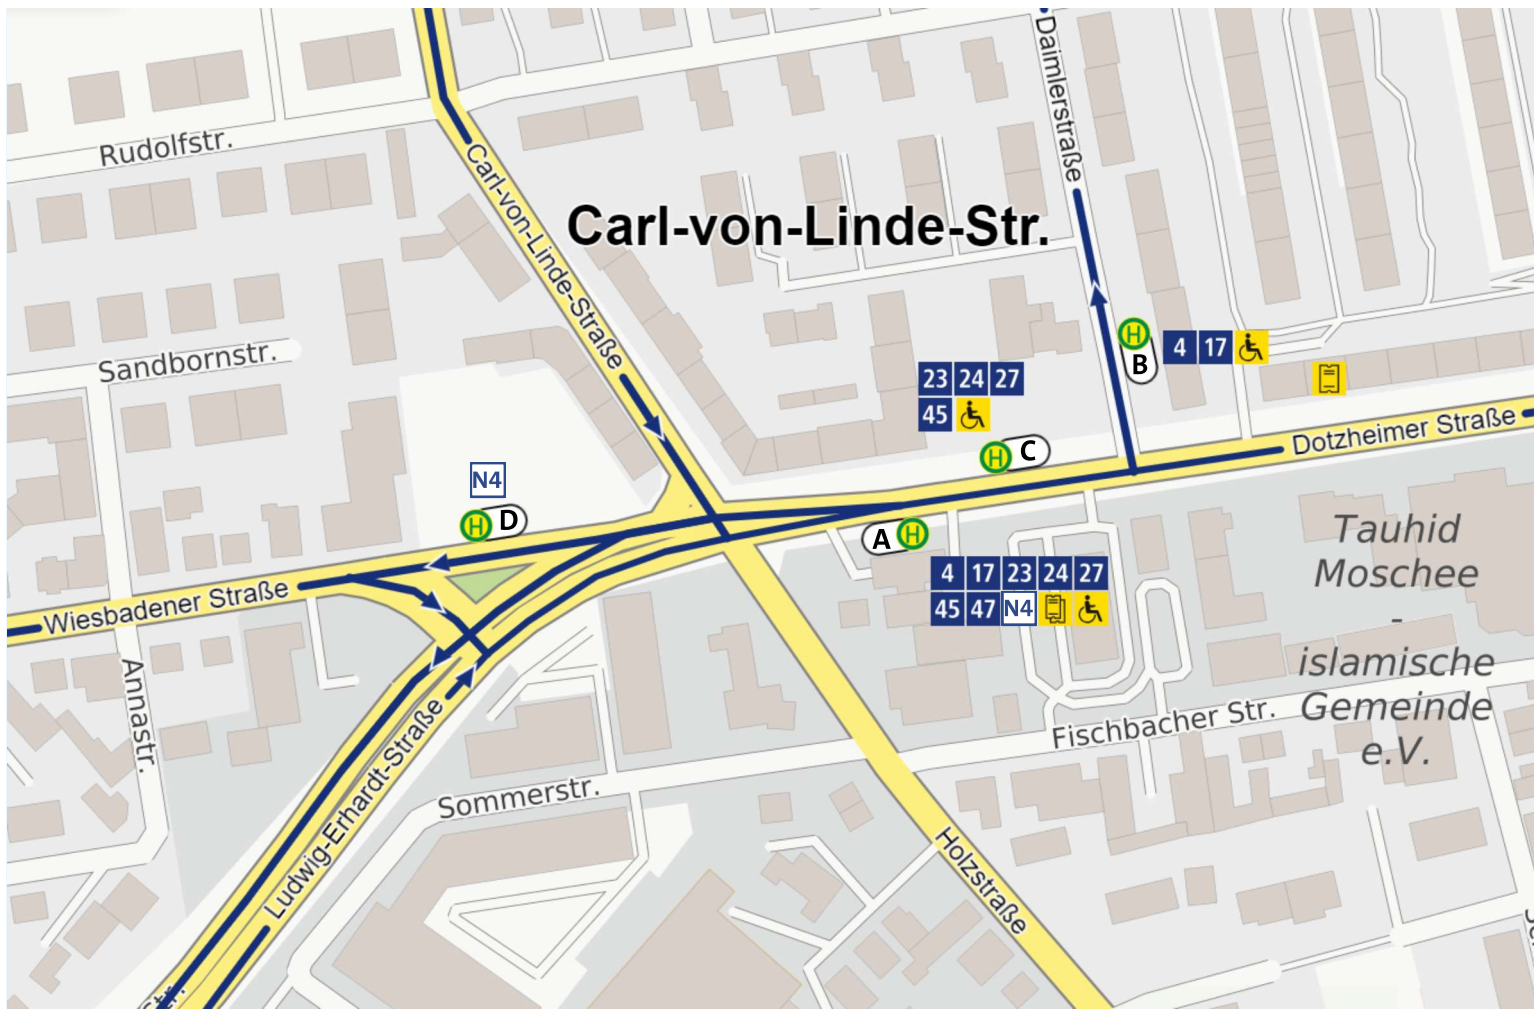 Rudolfstr.
Carl-von-Linde-Straße
Daimlerstraße
Carl-von-Linde-Str.
Sandbornstr.
H
B
4 17
23 24 27
45
H
C
Dotzheimer Straße
N4
H
D
A
H
4 17 23 24 27
45 47 N4
Tauhid
Moschee
-
islamische
Gemeinde
e.V.
Wiesbadener Straße
Annastr.
Ludwig-Erhardt-Straße
Fischbacher Str.
Sommerstr.
Holzstraße
str.